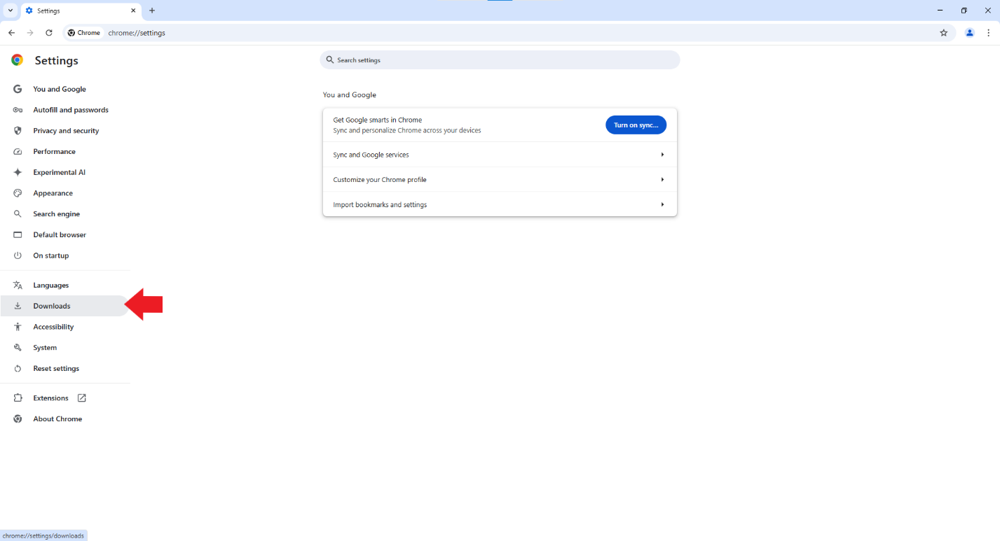 Settings
Chrome
chrome://settings
Settings
Search settings
You and Google
Autofill and passwords
Privacy and security
Performance
Experimental AI
Appearance
Search engine
Default browser
On startup
Languages
Downloads
Accessibility
System
Reset settings
Extensions
About Chrome
You and Google
Get Google smarts in Chrome
Sync and personalize Chrome across your devices
Turn on sync...
Sync and Google services
Customize your Chrome profile
Import bookmarks and settings
chrome://settings/downloads